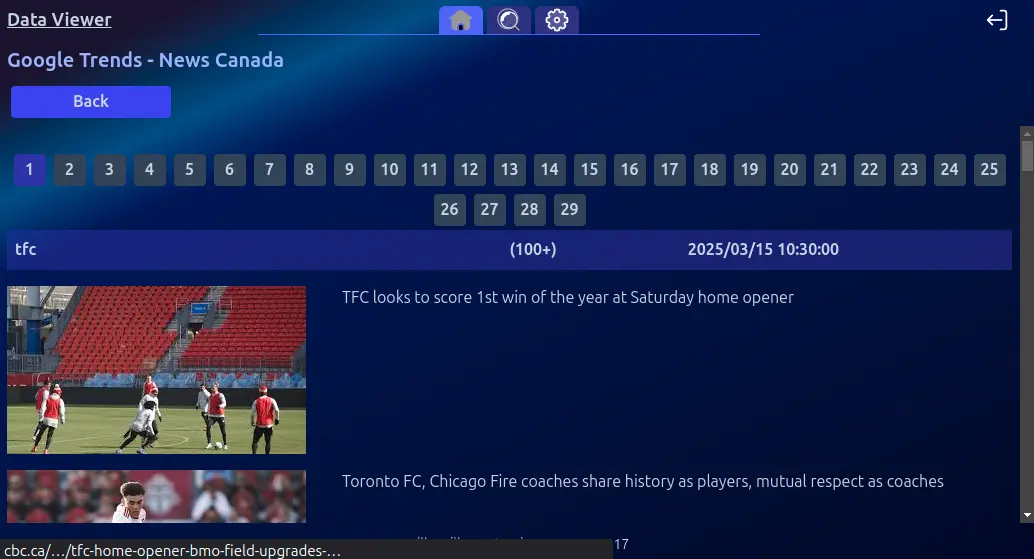 Data Viewer
Google Trends - News Canada
Back
1 2 3 4 5 6 7 8 9 10 11 12 13 14 15 16 17 18 19 20 21 22 23 24 25
26 27 28 29
tfc (100+) 2025/03/15 10:30:00
TFC looks to score 1st win of the year at Saturday home opener
Toronto FC, Chicago Fire coaches share history as players, mutual respect as coaches
17
cbc.ca/…/tfc-home-opener-bmo-field-upgrades-…